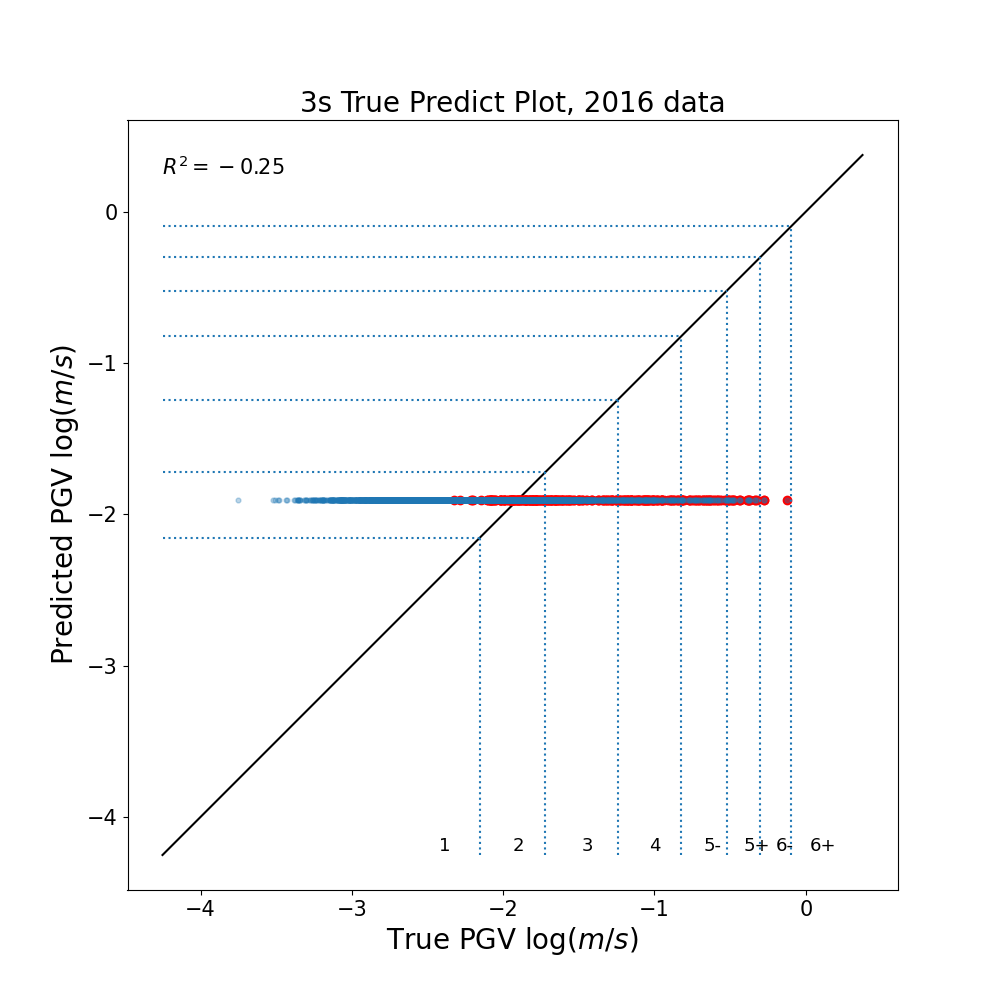 3s True Predict Plot, 2016 data
R² = −0.25
Predicted PGV log(m/s)
0
−1
−2
−3
−4
1 2 3 4 5- 5+ 6- 6+
−4 −3 −2 −1 0
True PGV log(m/s)